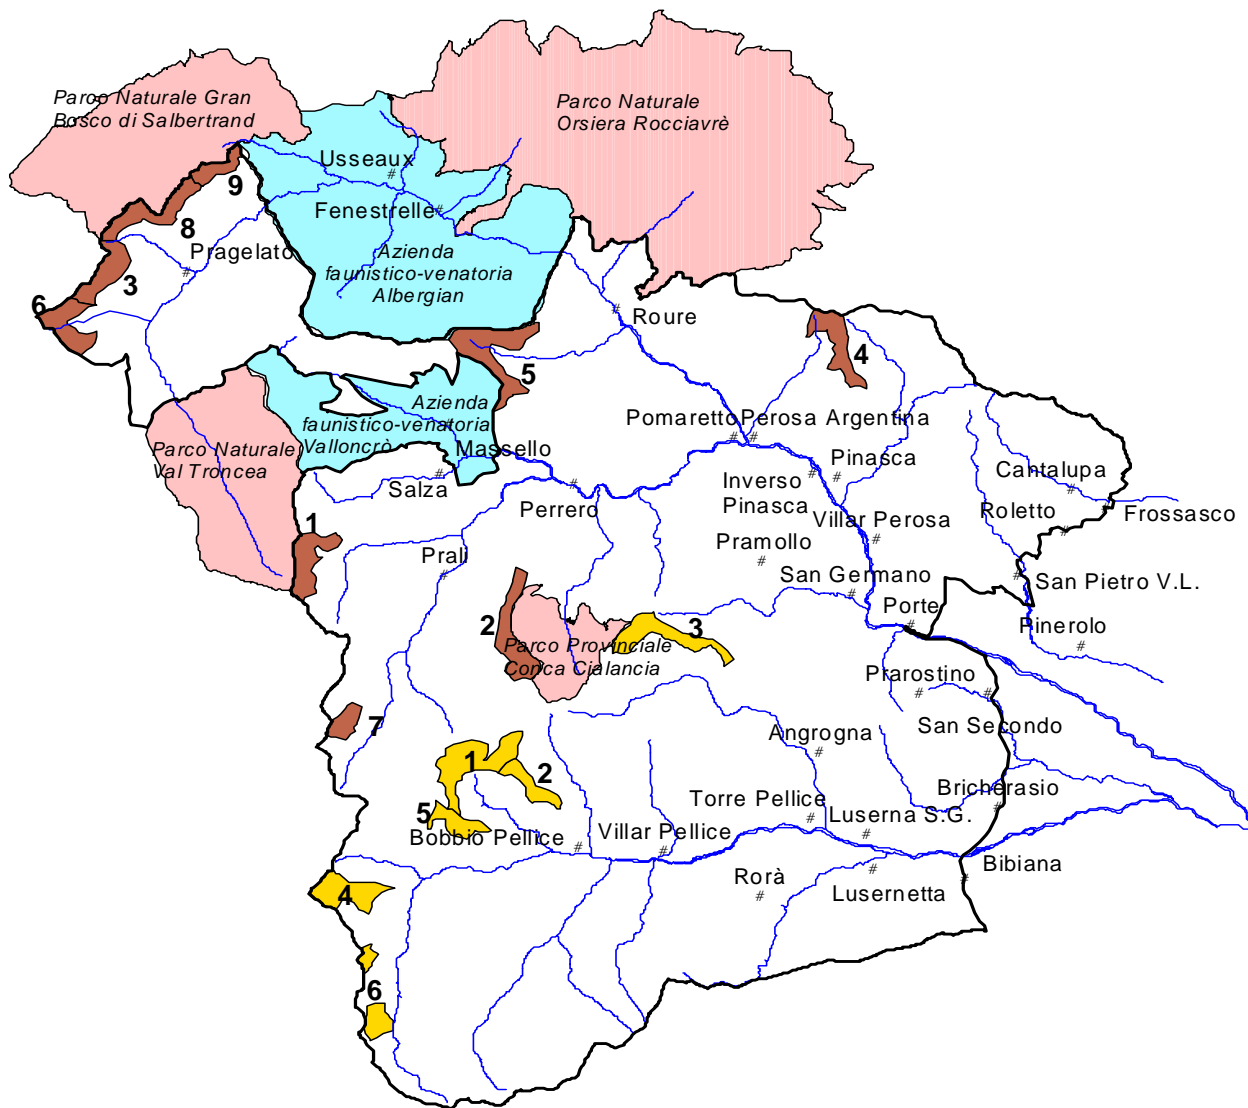 Parco Naturale Gran
Bosco di Salbertrand
Parco Naturale
Orsiera Rocciavrè
Usseaux
#
9
Fenestrelle
#
8
Pragelato
#
Azienda
faunistico-venatoria
Albergian
3
6
Roure
#
4
5
Azienda
faunistico-venatoria
Valloncrò
Pomaretto
#
Perosa Argentina
#
Parco Naturale
Val Troncea
Massello
#
Salza
#
Perrero
#
Inverso
Pinasca
#
Pinasca
#
Cantalupa
#
Roletto
#
Frossasco
#
1
Villar Perosa
#
Pramollo
#
Prali
#
San Germano
#
San Pietro V.L.
#
Porte
#
Pinerolo
#
2
3
Parco Provinciale
Conca Cialancia
Prarostino
#
San Secondo
#
7
Angrogna
#
1
2
5
Bricherasio
#
Torre Pellice
#
Luserna S.G.
#
Bobbio Pellice
#
Villar Pellice
#
Bibiana
#
Rorà
#
Lusernetta
#
4
6